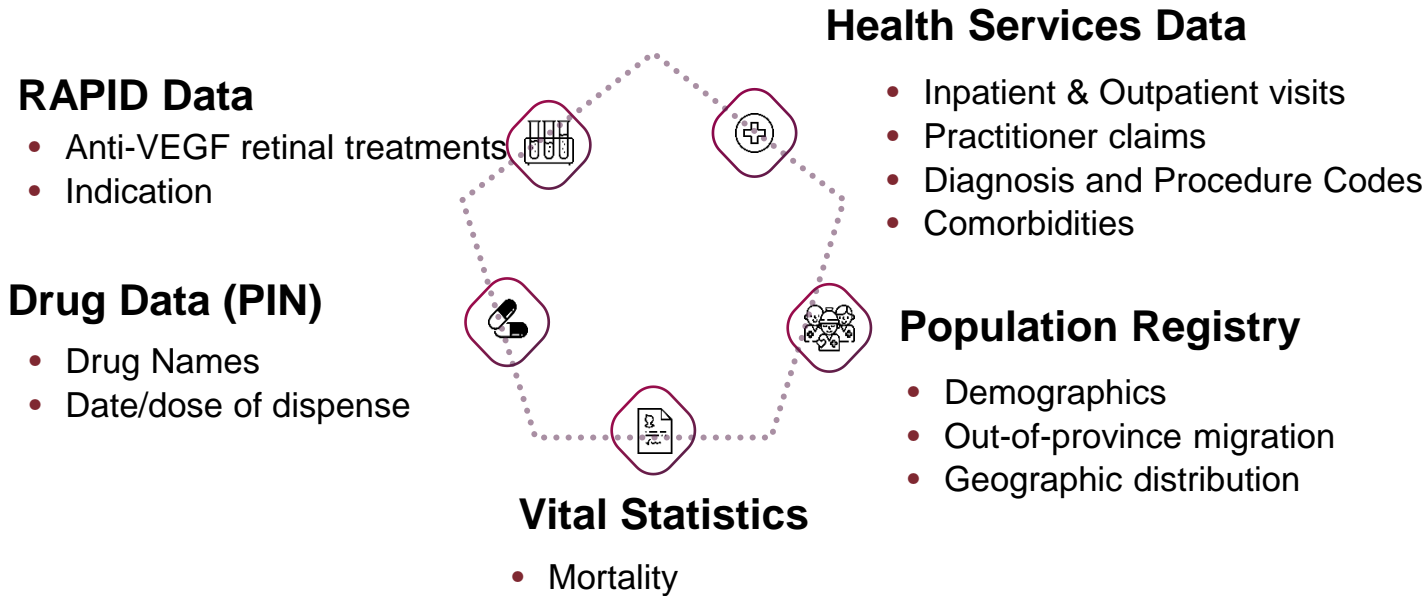 Health Services Data
• Inpatient & Outpatient visits
• Practitioner claims
• Diagnosis and Procedure Codes
• Comorbidities
RAPID Data
• Anti-VEGF retinal treatments
• Indication
Drug Data (PIN)
• Drug Names
• Date/dose of dispense
Population Registry
• Demographics
• Out-of-province migration
• Geographic distribution
Vital Statistics
• Mortality